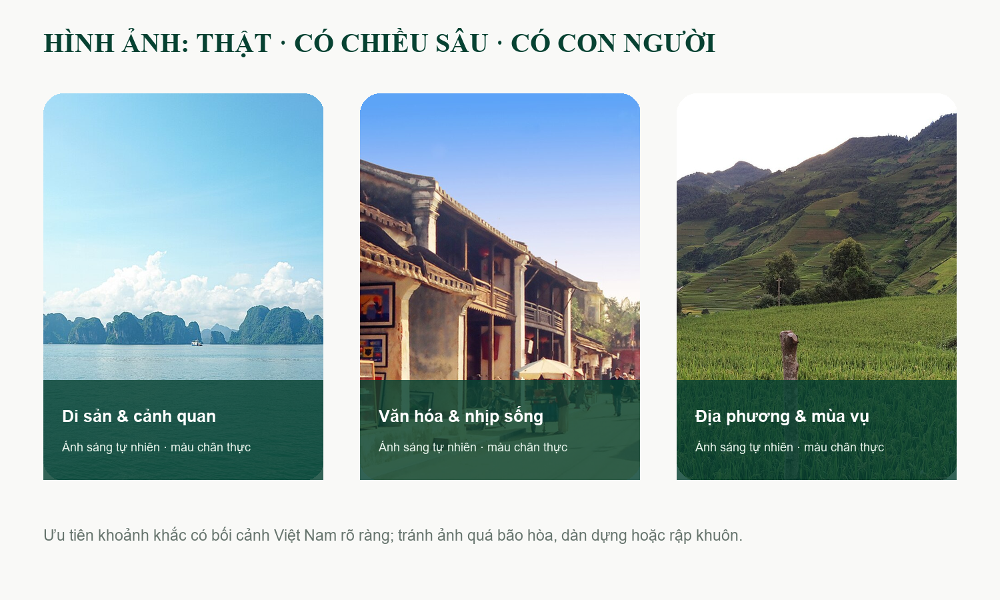 HÌNH ẢNH: THẬT · CÓ CHIỀU SÂU · CÓ CON NGƯỜI
Di sản & cảnh quan
Ánh sáng tự nhiên · màu chân thực
Văn hóa & nhịp sống
Ánh sáng tự nhiên · màu chân thực
Địa phương & mùa vụ
Ánh sáng tự nhiên · màu chân thực
Ưu tiên khoảnh khắc có bối cảnh Việt Nam rõ ràng; tránh ảnh quá bão hòa, dàn dựng hoặc rập khuôn.